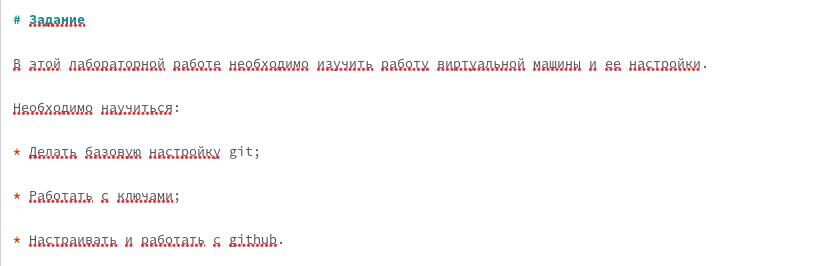 # Задание
В этой лабораторной работе необходимо изучить работу виртуальной машины и ее настройки.
Необходимо научиться:
* Делать базовую настройку git;
* Работать с ключами;
* Настраивать и работать с github.